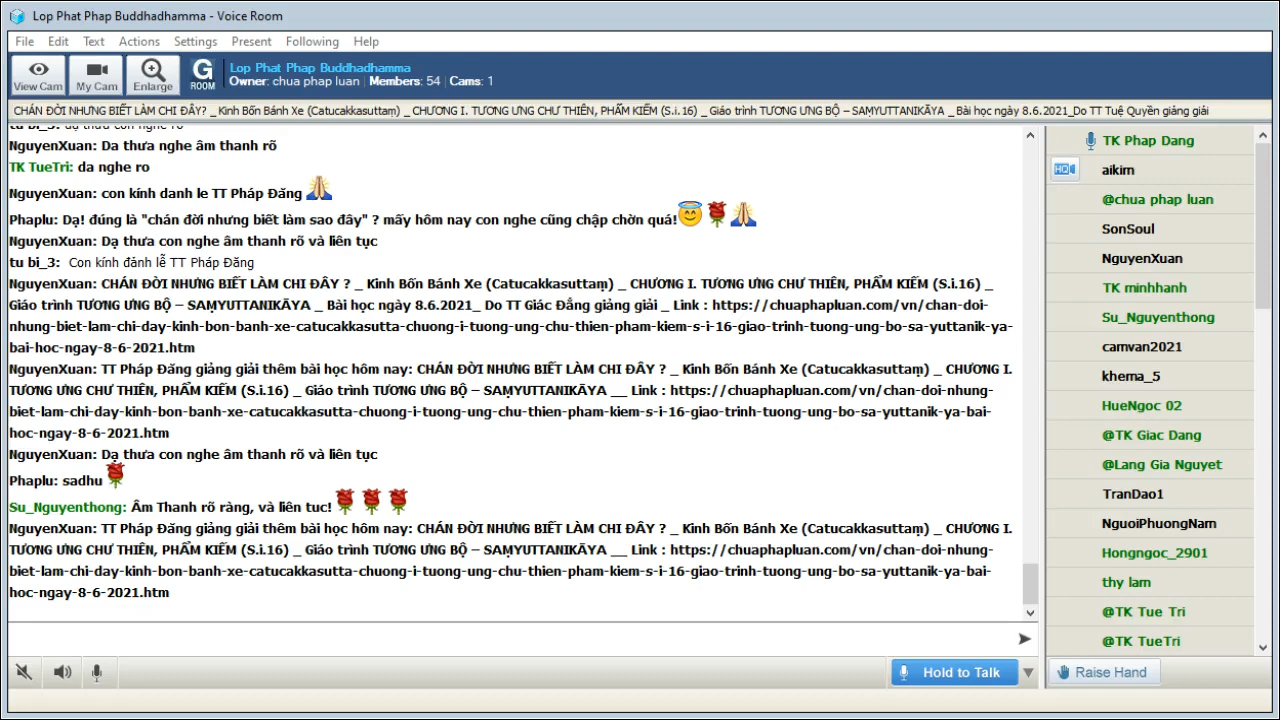 Lop Phat Phap Buddhadhamma - Voice Room
File Edit Text Actions Settings Present Following Help
View Cam My Cam Enlarge G ROOM
Lop Phat Phap Buddhadhamma
Owner: chua phap luan | Members: 54 | Cams: 1
CHÁN ĐỜI NHƯNG BIẾT LÀM CHI ĐÂY? _ Kinh Bốn Bánh Xe (Catucakkasuttaṃ) _ CHƯƠNG I. TƯƠNG ƯNG CHƯ THIÊN, PHẨM KIẾM (S.i.16) _ Giáo trình TƯƠNG ƯNG BỘ – SAṂYUTTANIKĀYA _ Bài học ngày 8.6.2021_Do TT Tuệ Quyền giảng giải
tu bi_3: dạ thưa con nghe rõ
NguyenXuan: Da thưa nghe âm thanh rõ
TK TueTri: da nghe ro
NguyenXuan: con kính danh le TT Pháp Đăng
Phaplu: Dạ! đúng là "chán đời nhưng biết làm sao đây" ? mấy hôm nay con nghe cũng chập chờn quá!
NguyenXuan: Dạ thưa con nghe âm thanh rõ và liên tục
tu bi_3: Con kính đảnh lễ TT Pháp Đăng
NguyenXuan: CHÁN ĐỜI NHƯNG BIẾT LÀM CHI ĐÂY ? _ Kinh Bốn Bánh Xe (Catucakkasuttaṃ) _ CHƯƠNG I. TƯƠNG ƯNG CHƯ THIÊN, PHẨM KIẾM (S.i.16) _
Giáo trình TƯƠNG ƯNG BỘ – SAṂYUTTANIKĀYA _ Bài học ngày 8.6.2021_ Do TT Giác Đẳng giảng giải _ Link : https://chuaphapluan.com/vn/chan-doi-
nhung-biet-lam-chi-day-kinh-bon-banh-xe-catucakkasutta-chuong-i-tuong-ung-chu-thien-pham-kiem-s-i-16-giao-trinh-tuong-ung-bo-sa-yuttanik-ya-
bai-hoc-ngay-8-6-2021.htm
NguyenXuan: TT Pháp Đăng giảng giải thêm bài học hôm nay: CHÁN ĐỜI NHƯNG BIẾT LÀM CHI ĐÂY ? _ Kinh Bốn Bánh Xe (Catucakkasuttaṃ) _ CHƯƠNG I.
TƯƠNG ƯNG CHƯ THIÊN, PHẨM KIẾM (S.i.16) _ Giáo trình TƯƠNG ƯNG BỘ – SAṂYUTTANIKĀYA __ Link : https://chuaphapluan.com/vn/chan-doi-nhung-
biet-lam-chi-day-kinh-bon-banh-xe-catucakkasutta-chuong-i-tuong-ung-chu-thien-pham-kiem-s-i-16-giao-trinh-tuong-ung-bo-sa-yuttanik-ya-bai-
hoc-ngay-8-6-2021.htm
NguyenXuan: Dạ thưa con nghe âm thanh rõ và liên tục
Phaplu: sadhu
Su_Nguyenthong: Âm Thanh rõ ràng, và liên tuc!
NguyenXuan: TT Pháp Đăng giảng giải thêm bài học hôm nay: CHÁN ĐỜI NHƯNG BIẾT LÀM CHI ĐÂY ? _ Kinh Bốn Bánh Xe (Catucakkasuttaṃ) _ CHƯƠNG I.
TƯƠNG ƯNG CHƯ THIÊN, PHẨM KIẾM (S.i.16) _ Giáo trình TƯƠNG ƯNG BỘ – SAṂYUTTANIKĀYA __ Link : https://chuaphapluan.com/vn/chan-doi-nhung-
biet-lam-chi-day-kinh-bon-banh-xe-catucakkasutta-chuong-i-tuong-ung-chu-thien-pham-kiem-s-i-16-giao-trinh-tuong-ung-bo-sa-yuttanik-ya-bai-
hoc-ngay-8-6-2021.htm
TK Phap Dang
HQ aikim
@chua phap luan
SonSoul
NguyenXuan
TK minhhanh
Su_Nguyenthong
camvan2021
khema_5
HueNgoc 02
@TK Giac Dang
@Lang Gia Nguyet
TranDao1
NguoiPhuongNam
Hongngoc_2901
thy lam
@TK Tue Tri
@TK TueTri
Hold to Talk
Raise Hand